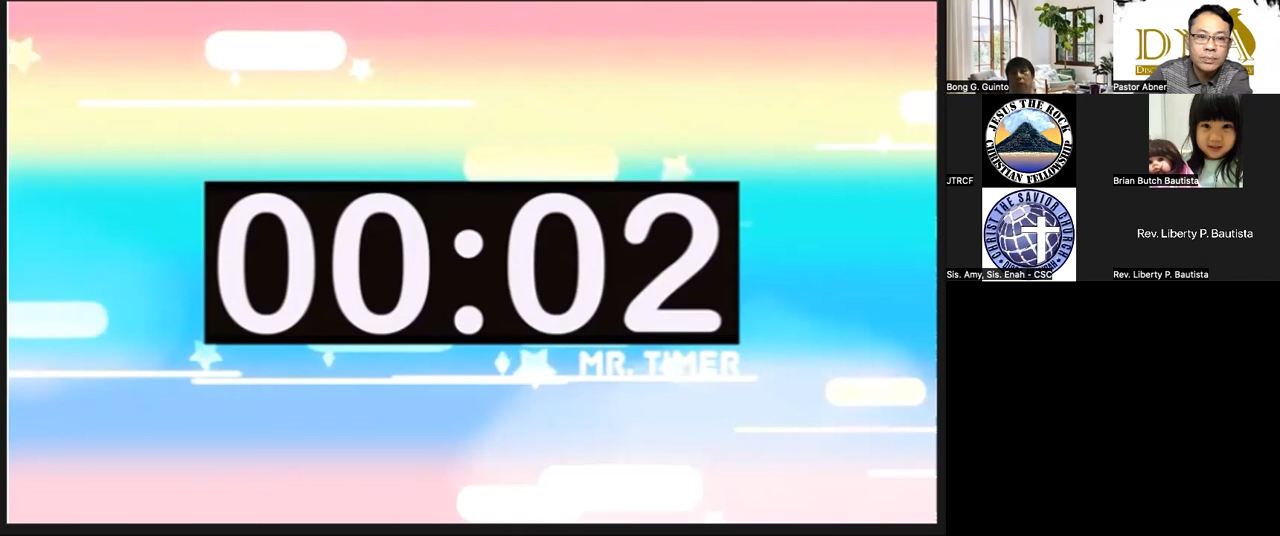 00:02
MR. TIMER
Bong G. Guinto
Pastor Abner
JESUS THE ROCK
CHRISTIAN FELLOWSHIP
JTRCF
Brian Butch Bautista
CHRIST THE SAVIOR CHURCH
Sis. Amy, Sis. Enah - CSC
Rev. Liberty P. Bautista
Rev. Liberty P. Bautista